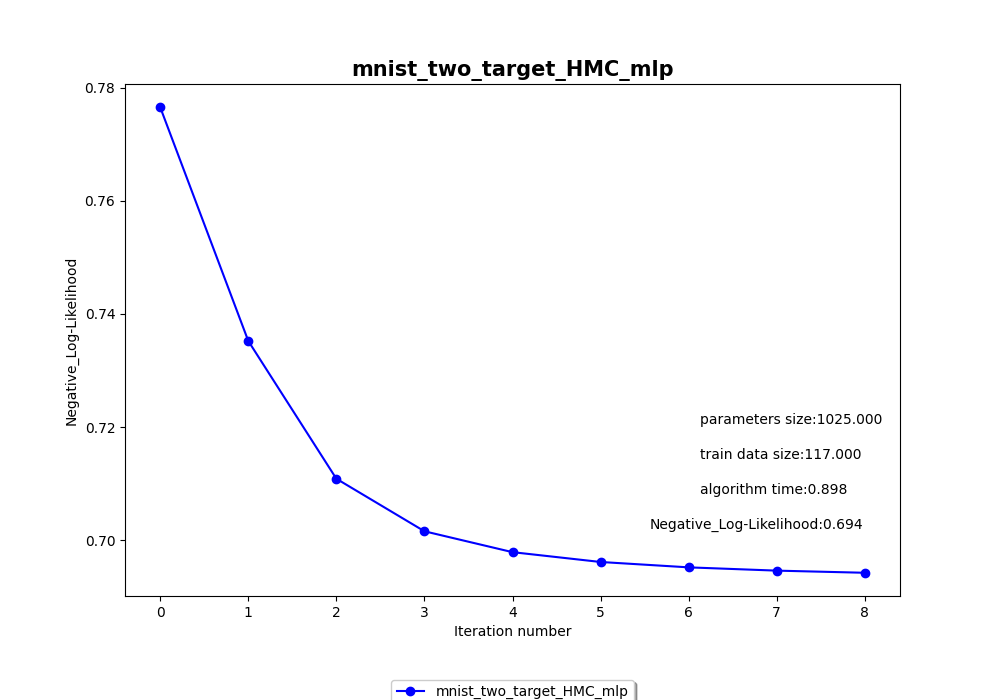 mnist_two_target_HMC_mlp
0.78
0.76
0.74
0.72
0.70
Negative_Log-Likelihood
parameters size:1025.000
train data size:117.000
algorithm time:0.898
Negative_Log-Likelihood:0.694
0 1 2 3 4 5 6 7 8
Iteration number
mnist_two_target_HMC_mlp